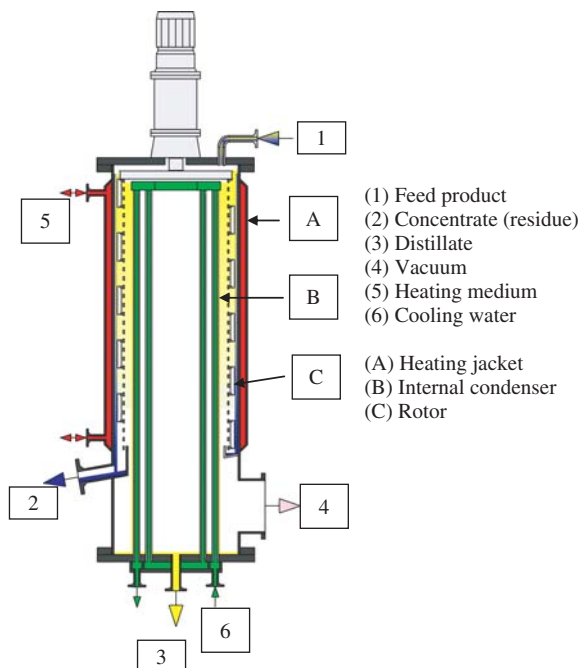 1
5
A
B
C
2
4
3
6
(1) Feed product
(2) Concentrate (residue)
(3) Distillate
(4) Vacuum
(5) Heating medium
(6) Cooling water
(A) Heating jacket
(B) Internal condenser
(C) Rotor